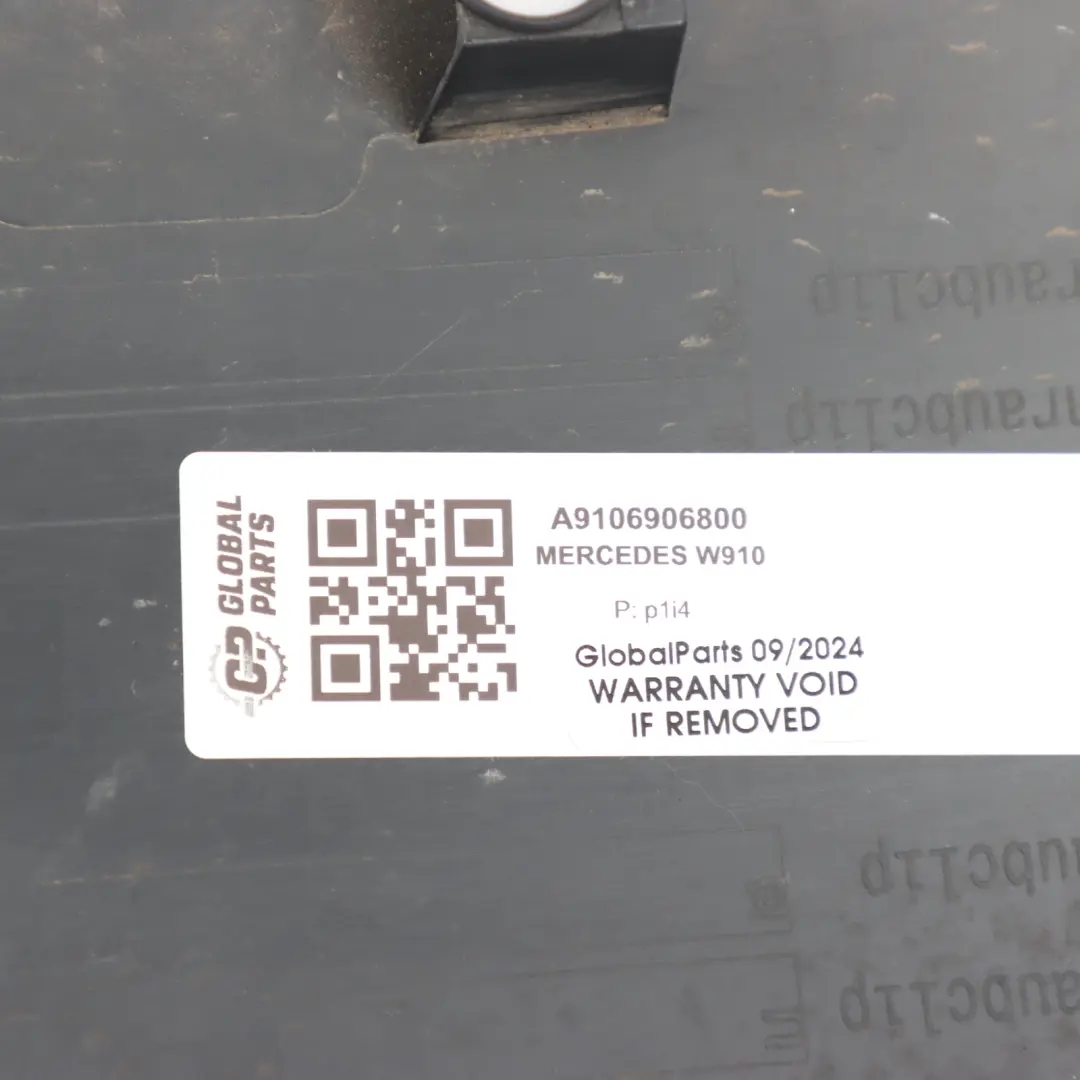 GLOBAL
PARTS
A9106906800
MERCEDES W910
P: p1i4
GlobalParts 09/2024
WARRANTY VOID
IF REMOVED